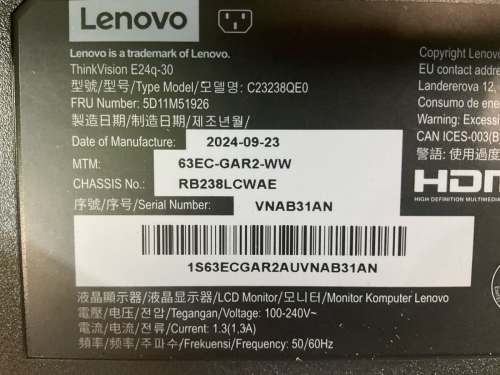 Lenovo
Lenovo is a trademark of Lenovo.
ThinkVision E24q-30
型號/型号/Type Model/모델명: C23238QE0
FRU Number: 5D11M51926
製造日期/制造日期/제조년월/
Date of Manufacture: 2024-09-23
MTM: 63EC-GAR2-WW
CHASSIS No.: RB238LCWAE
序號/序号/Serial Number: VNAB31AN
1S63ECGAR2AUVNAB31AN
液晶顯示器/液晶显示器/LCD Monitor/모니터/Monitor Komputer Lenovo
電壓/电压/전압/Tegangan/Voltage: 100-240V~
電流/电流/전류/Current: 1.3(1,3A)
頻率/频率/주파수/Frekuensi/Frequency: 50/60Hz
Copyright Lenovo
EU contact addres
Landererova 12,
Consumo de ene
Warning: Excessive
CAN ICES-003(B
警語: 使用過度
HDM
HIGH DEFINITION MULTIMEDIA